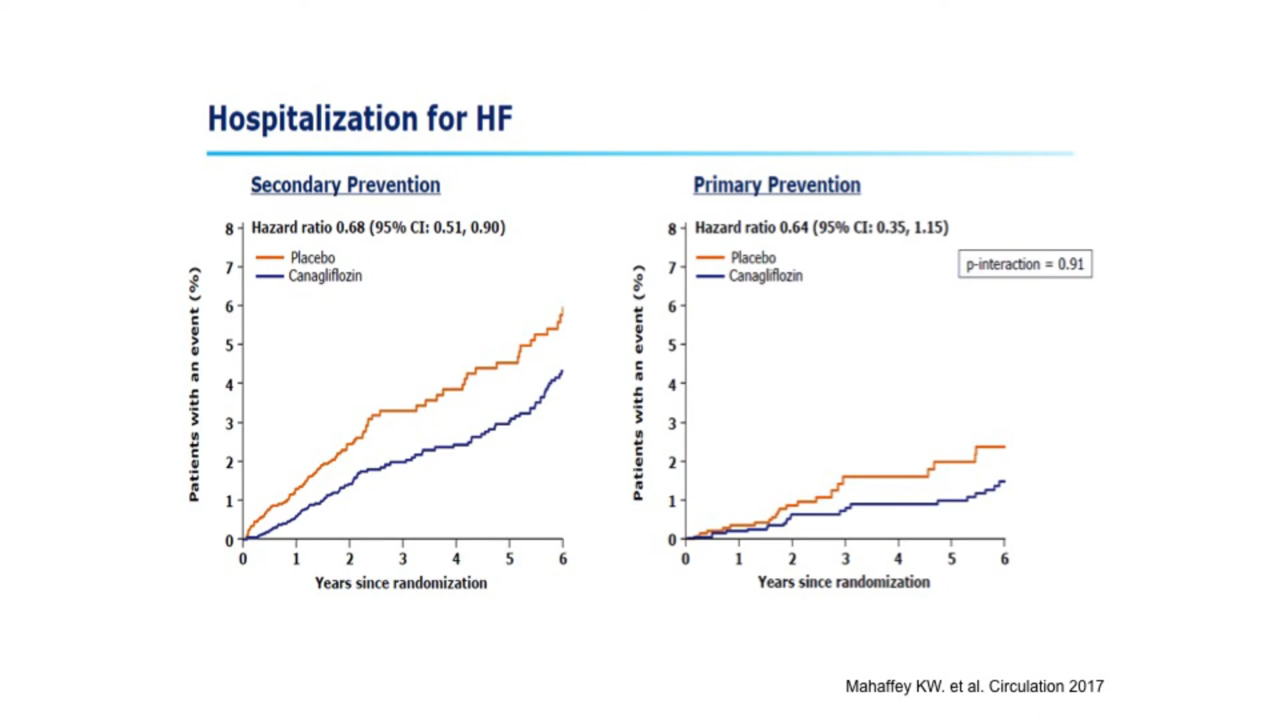 Hospitalization for HF
Secondary Prevention
Hazard ratio 0.68 (95% CI: 0.51, 0.90)
Placebo
Canagliflozin
Patients with an event (%)
8
7
6
5
4
3
2
1
0
0 1 2 3 4 5 6
Years since randomization
Primary Prevention
Hazard ratio 0.64 (95% CI: 0.35, 1.15)
Placebo
Canagliflozin
p-interaction = 0.91
Patients with an event (%)
8
7
6
5
4
3
2
1
0
0 1 2 3 4 5 6
Years since randomization
Mahaffey KW. et al. Circulation 2017